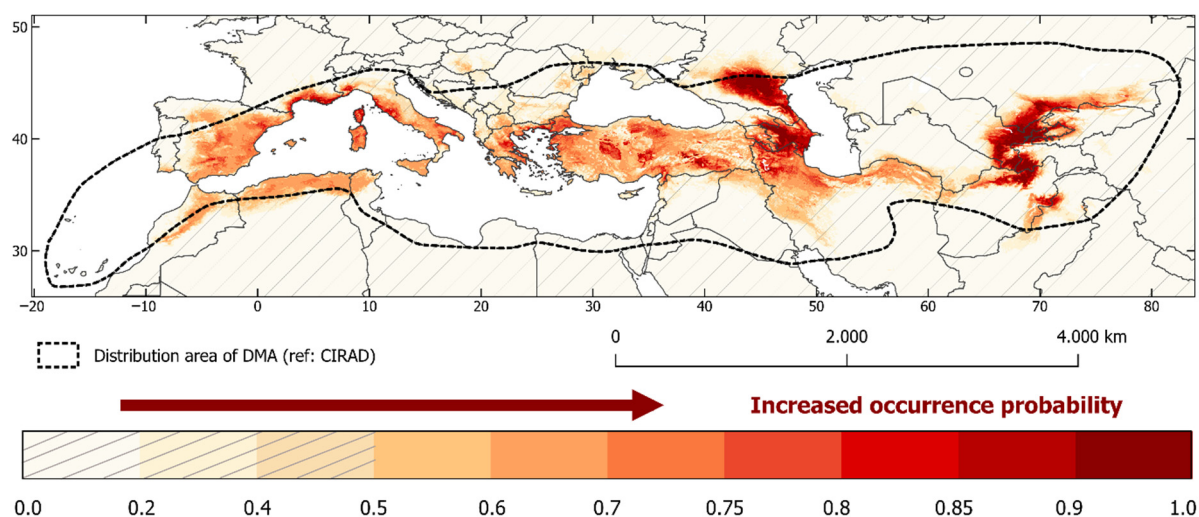 50
40
30
−20 −10 0 10 20 30 40 50 60 70 80
0 2.000 4.000 km
Distribution area of DMA (ref: CIRAD)
Increased occurrence probability
0.0 0.2 0.4 0.5 0.6 0.7 0.75 0.8 0.85 0.9 1.0